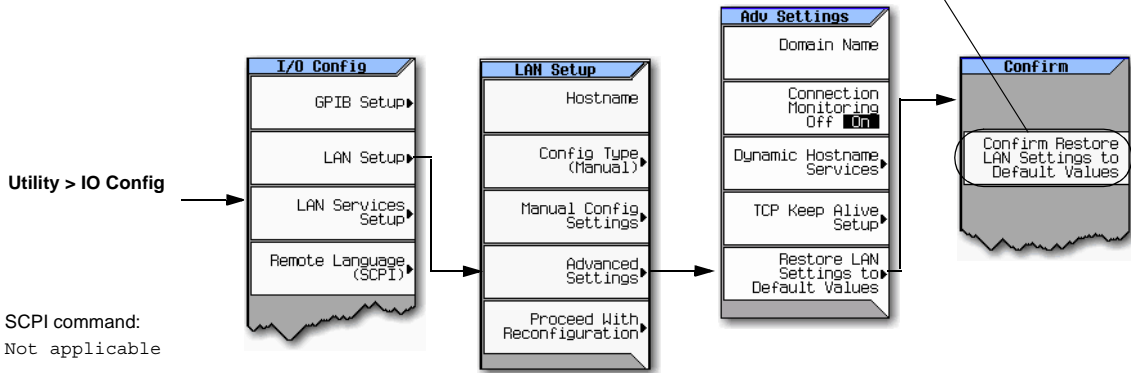 Utility > IO Config
SCPI command:
Not applicable
I/O Config
GPIB Setup
LAN Setup
LAN Services
Setup
Remote Language
(SCPI)
LAN Setup
Hostname
Config Type
(Manual)
Manual Config
Settings
Advanced
Settings
Proceed With
Reconfiguration
Adv Settings
Domain Name
Connection
Monitoring
Off On
Dynamic Hostname
Services
TCP Keep Alive
Setup
Restore LAN
Settings to
Default Values
Confirm
Confirm Restore
LAN Settings to
Default Values